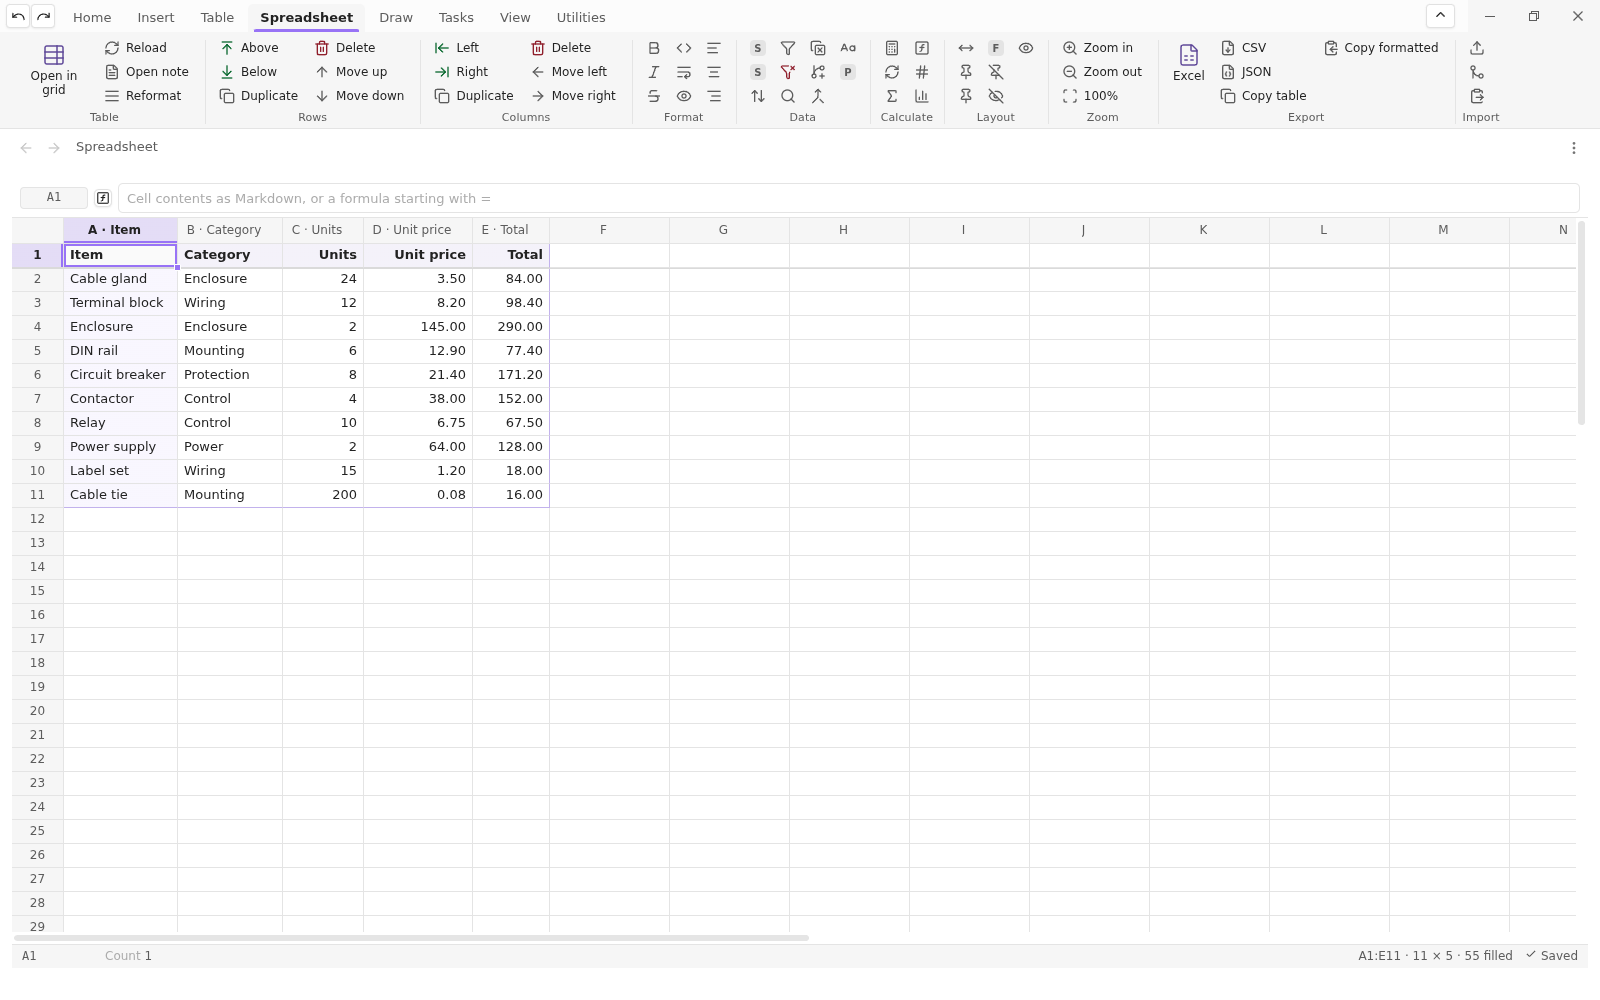 Home Insert Table Spreadsheet Draw Tasks View Utilities
Open in grid
Reload
Open note
Reformat
Table
Above
Below
Duplicate
Delete
Move up
Move down
Rows
Left
Right
Duplicate
Delete
Move left
Move right
Columns
Format
S
S
Aa
P
Data
Calculate
F
Layout
Zoom in
Zoom out
100%
Zoom
Excel
CSV
JSON
Copy table
Copy formatted
Export
Import
Spreadsheet
A1 Cell contents as Markdown, or a formula starting with =
A · Item B · Category C · Units D · Unit price E · Total F G H I J K L M N
1 Item Category Units Unit price Total
2 Cable gland Enclosure 24 3.50 84.00
3 Terminal block Wiring 12 8.20 98.40
4 Enclosure Enclosure 2 145.00 290.00
5 DIN rail Mounting 6 12.90 77.40
6 Circuit breaker Protection 8 21.40 171.20
7 Contactor Control 4 38.00 152.00
8 Relay Control 10 6.75 67.50
9 Power supply Power 2 64.00 128.00
10 Label set Wiring 15 1.20 18.00
11 Cable tie Mounting 200 0.08 16.00
12
13
14
15
16
17
18
19
20
21
22
23
24
25
26
27
28
29
A1 Count 1 A1:E11 · 11 × 5 · 55 filled Saved